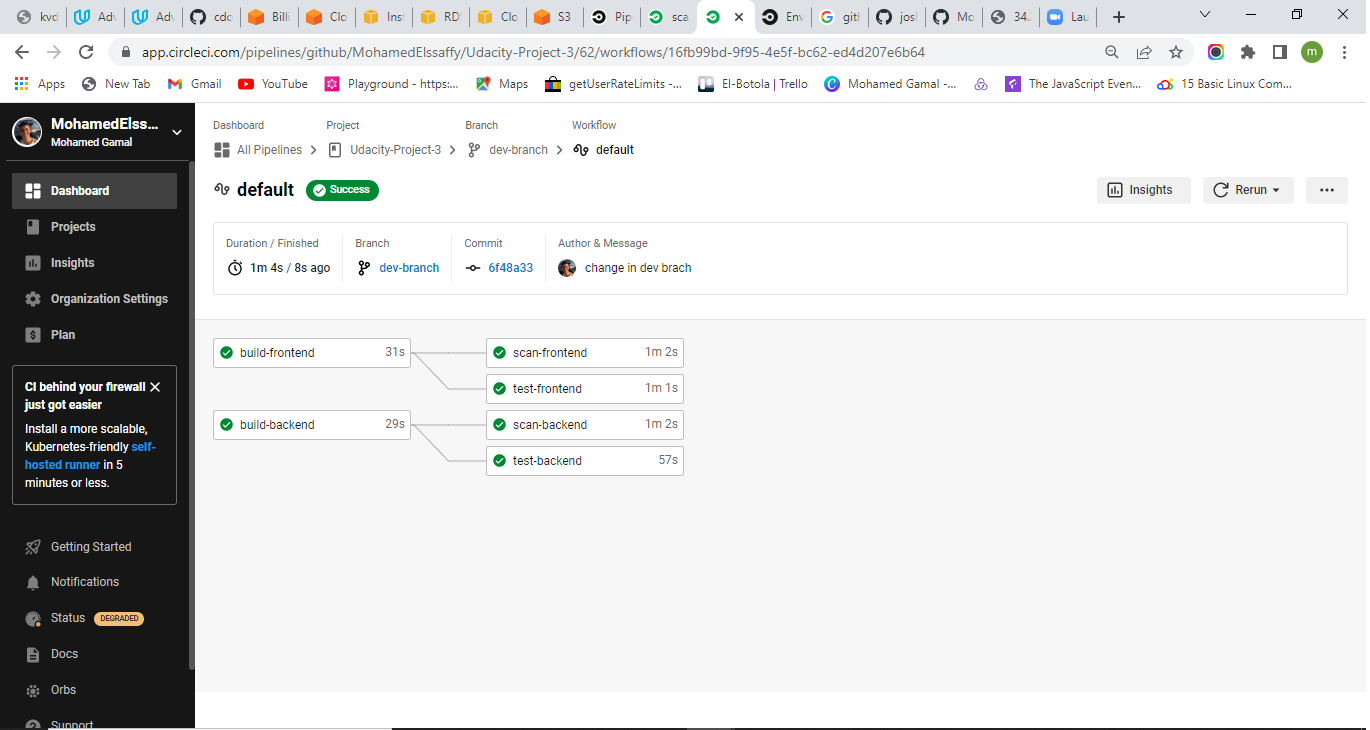 kvdl
Adv
Adv
cdc
Billi
Clo
Inst
RD
Clo
S3
Pip
sca
Env
gitl
josl
Mo
34.
Lau
app.circleci.com/pipelines/github/MohamedElssaffy/Udacity-Project-3/62/workflows/16fb99bd-9f95-4e5f-bc62-ed4d207e6b64
m
Apps
New Tab
Gmail
YouTube
Playground - https:...
Maps
getUserRateLimits -...
El-Botola | Trello
Mohamed Gamal -...
The JavaScript Even...
15 Basic Linux Com...
MohamedElss...
Mohamed Gamal
Dashboard
Projects
Insights
Organization Settings
Plan
CI behind your firewall
just got easier
Install a more scalable,
Kubernetes-friendly self-
hosted runner in 5
minutes or less.
Getting Started
Notifications
Status DEGRADED
Docs
Orbs
Support
Dashboard Project Branch Workflow
All Pipelines Udacity-Project-3 dev-branch default
default Success
Insights Rerun
Duration / Finished Branch Commit Author & Message
1m 4s / 8s ago dev-branch 6f48a33 change in dev brach
build-frontend 31s scan-frontend 1m 2s
test-frontend 1m 1s
build-backend 29s scan-backend 1m 2s
test-backend 57s